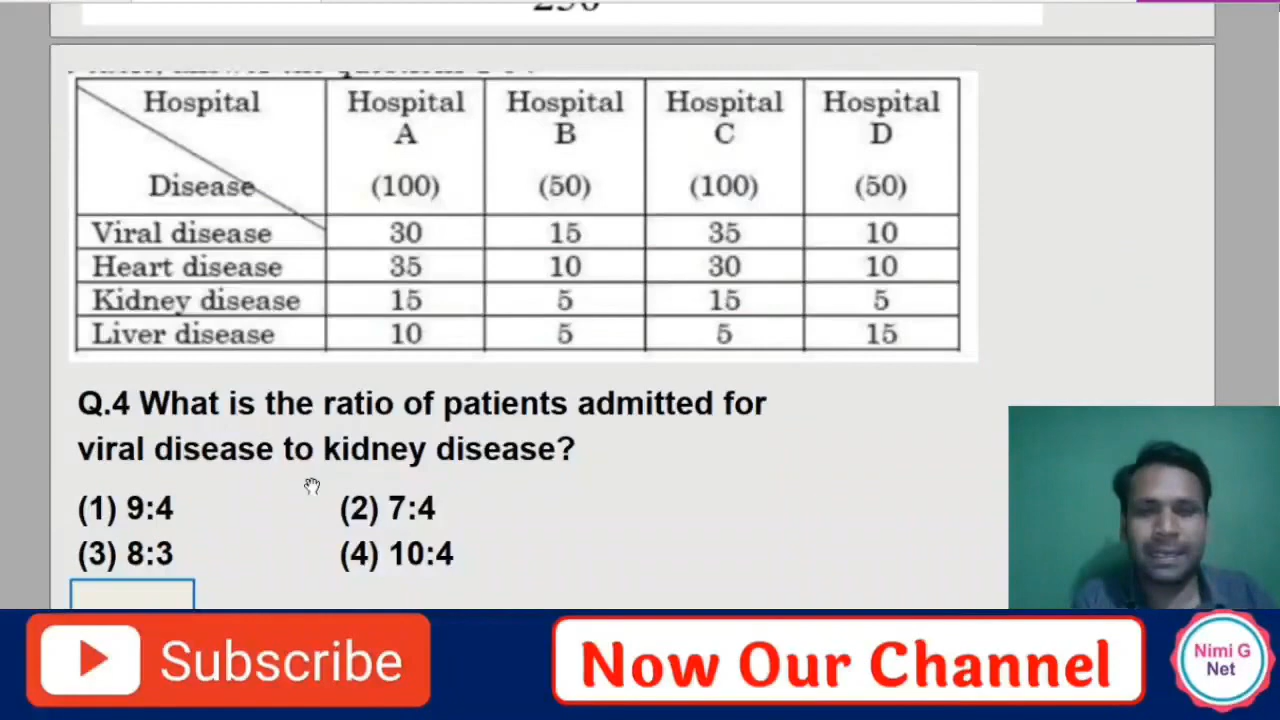 Hospital Hospital Hospital Hospital Hospital
A B C D
Disease (100) (50) (100) (50)
Viral disease 30 15 35 10
Heart disease 35 10 30 10
Kidney disease 15 5 15 5
Liver disease 10 5 5 15
Q.4 What is the ratio of patients admitted for
viral disease to kidney disease?
(1) 9:4 (2) 7:4
(3) 8:3 (4) 10:4
Subscribe
Now Our Channel
Nimi G
Net